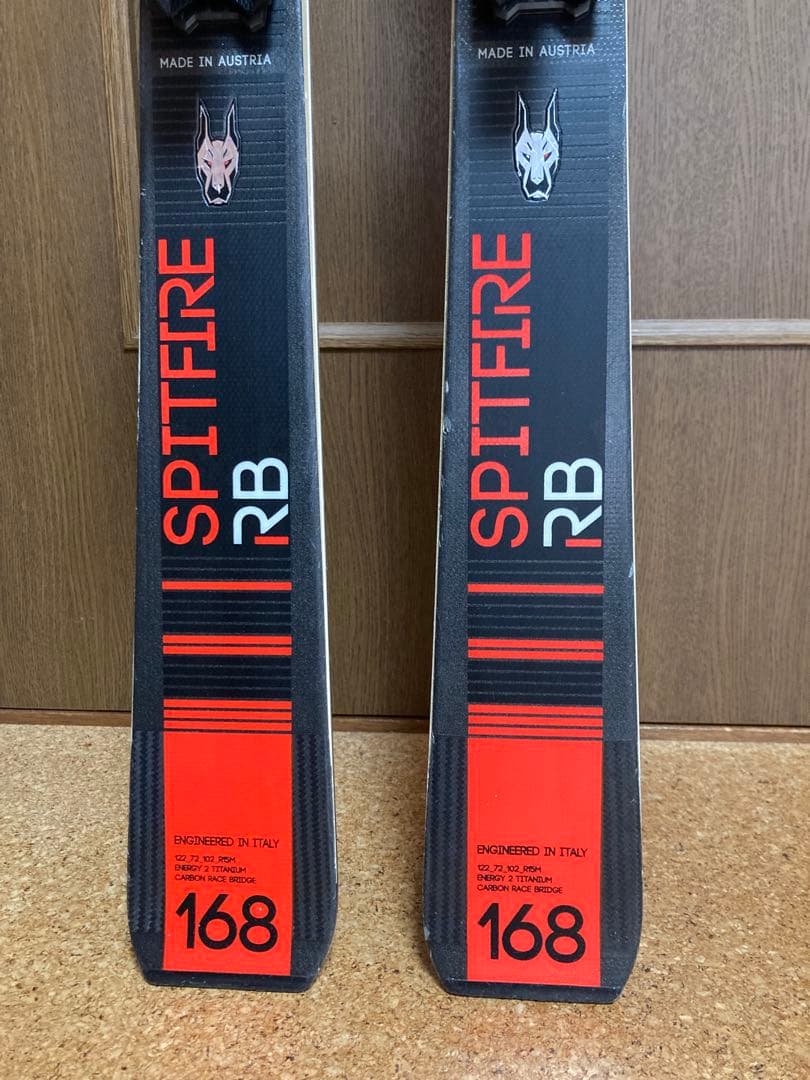 MADE IN AUSTRIA
SPITFIRE
RB
ENGINEERED IN ITALY
122_72_102_R15M
ENERGY 2 TITANIUM
CARBON RACE BRIDGE
168
MADE IN AUSTRIA
SPITFIRE
RB
ENGINEERED IN ITALY
122_72_102_R15M
ENERGY 2 TITANIUM
CARBON RACE BRIDGE
168